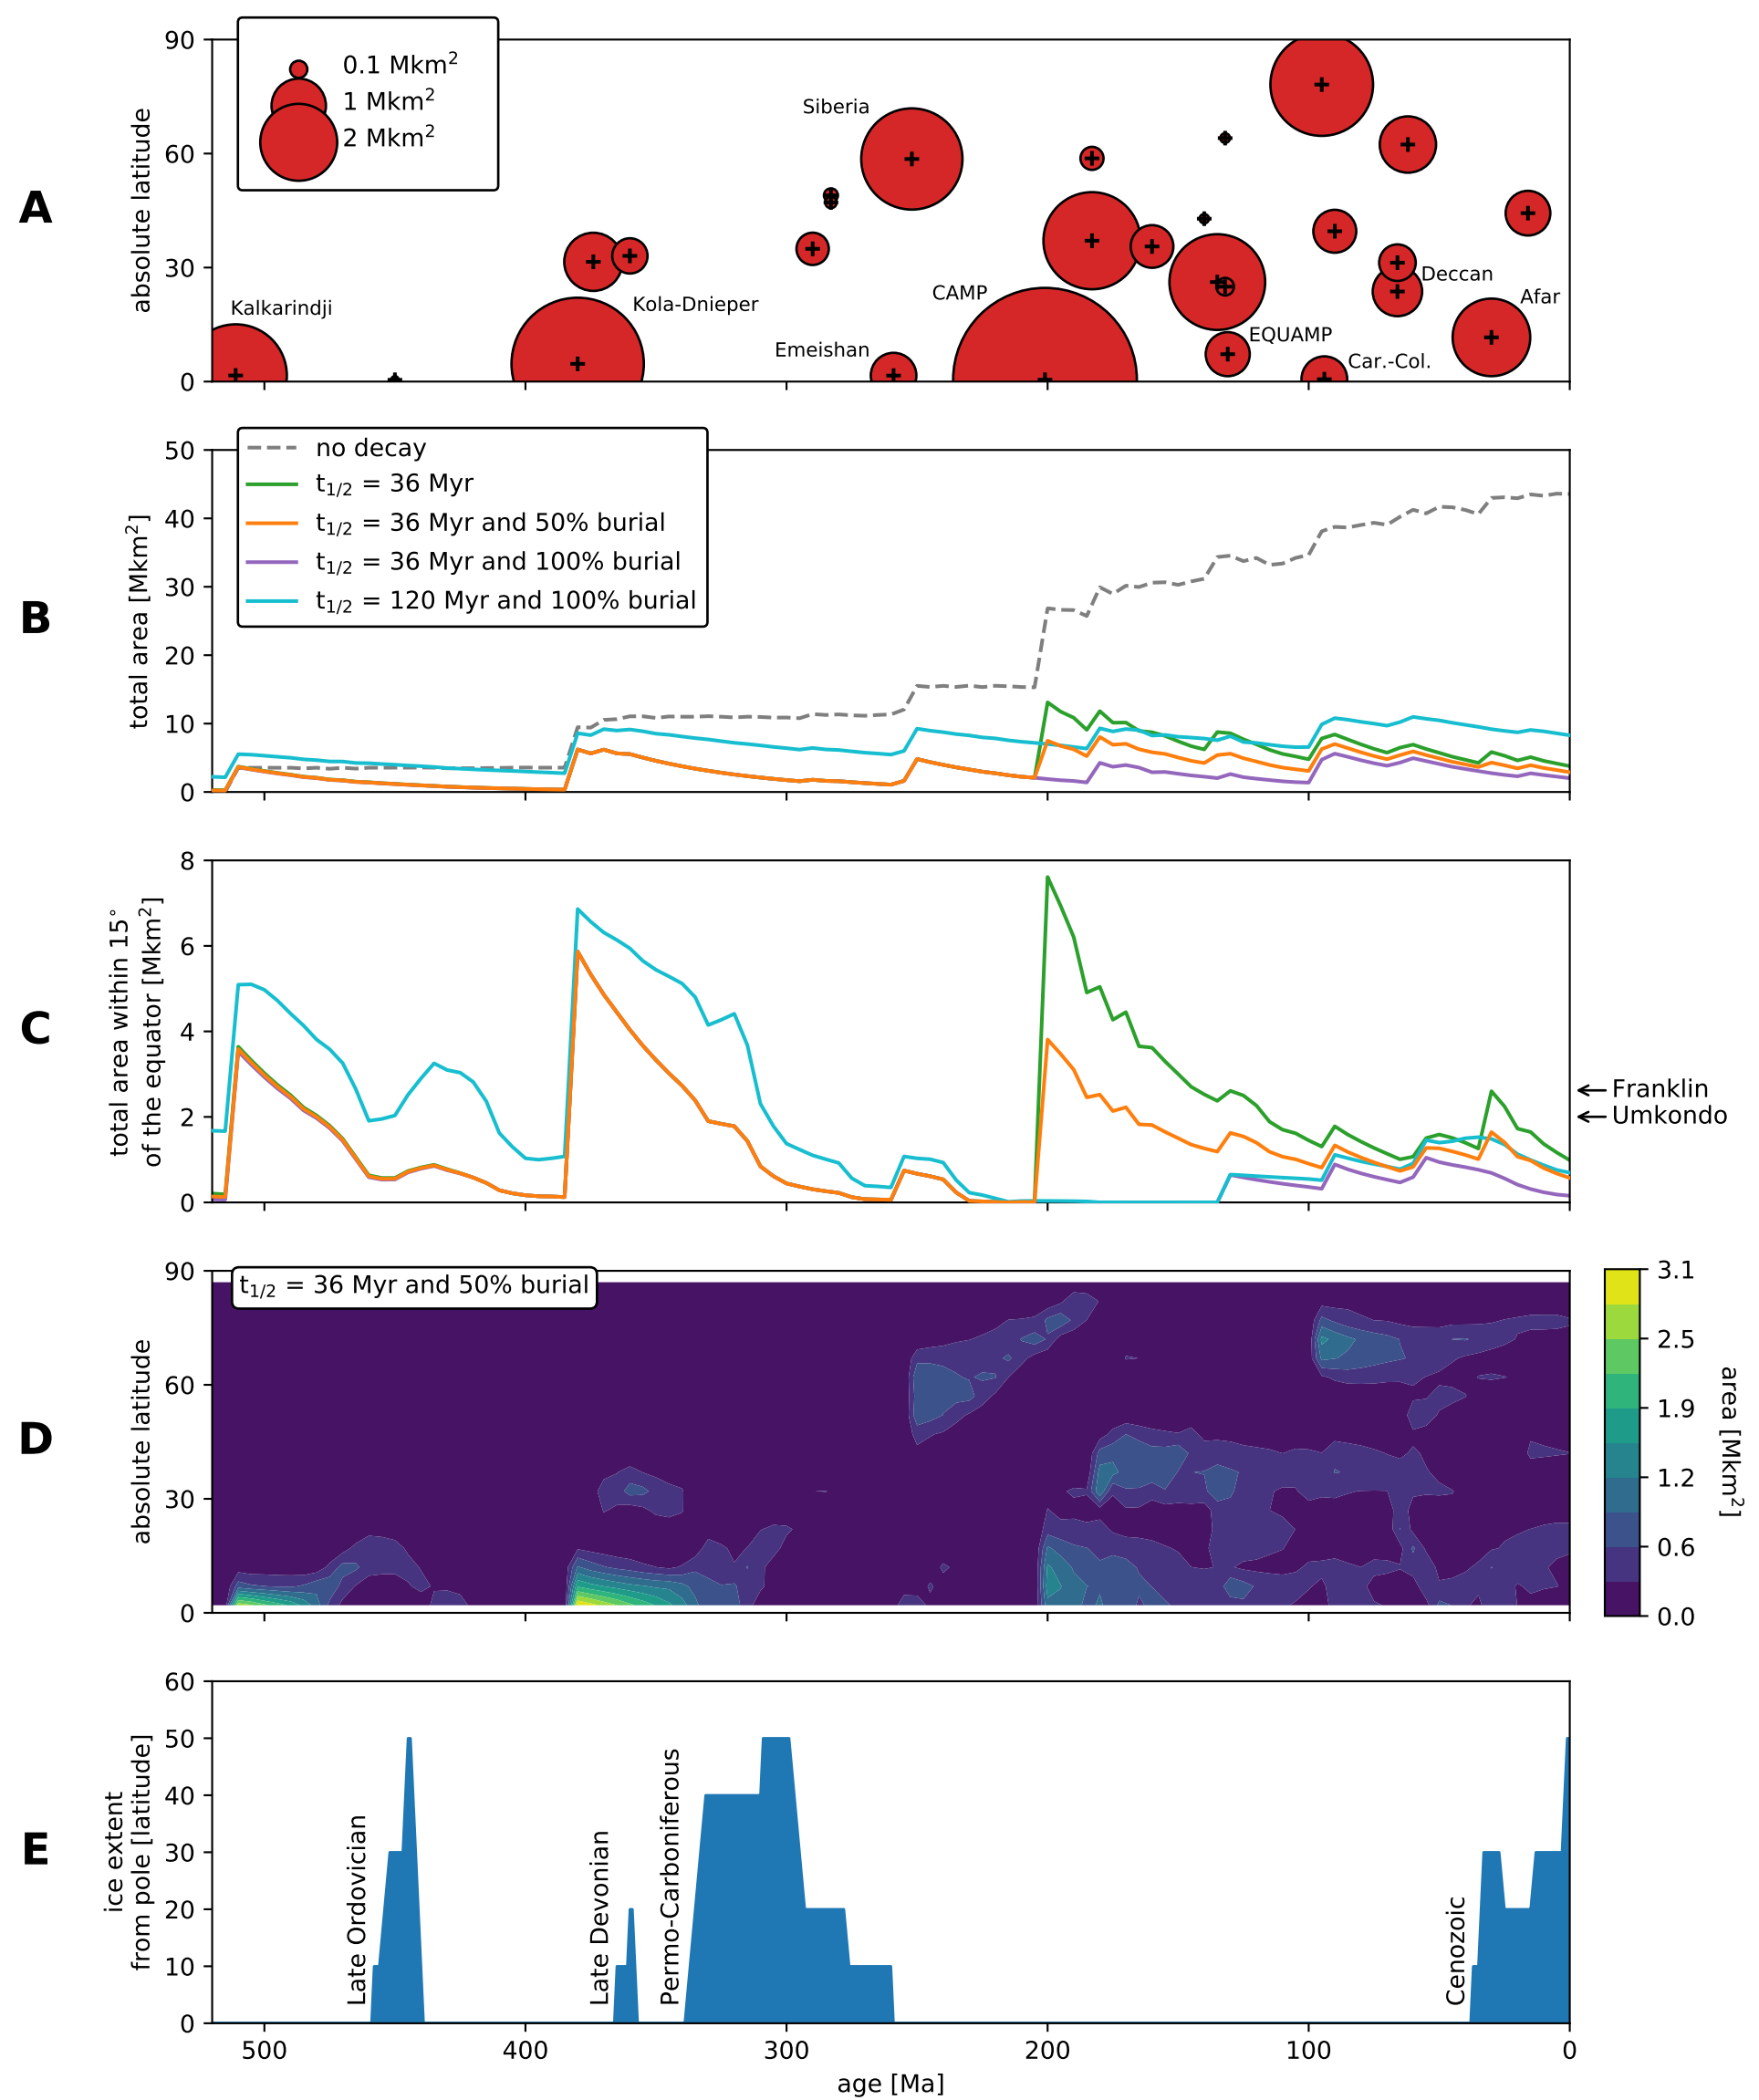 A
absolute latitude
90
60
30
0
0.1 Mkm²
1 Mkm²
2 Mkm²
Kalkarindji
Kola-Dnieper
Siberia
Emeishan
CAMP
EQUAMP
Car.-Col.
Deccan
Afar
B
total area [Mkm²]
50
40
30
20
10
0
no decay
t₁/₂ = 36 Myr
t₁/₂ = 36 Myr and 50% burial
t₁/₂ = 36 Myr and 100% burial
t₁/₂ = 120 Myr and 100% burial
C
total area within 15°
of the equator [Mkm²]
8
6
4
2
0
← Franklin
← Umkondo
D
absolute latitude
90
60
30
0
t₁/₂ = 36 Myr and 50% burial
3.1
2.5
1.9
1.2
0.6
0.0
area [Mkm²]
E
ice extent
from pole [latitude]
60
50
40
30
20
10
0
Late Ordovician
Late Devonian
Permo-Carboniferous
Cenozoic
500
400
300
200
100
0
age [Ma]